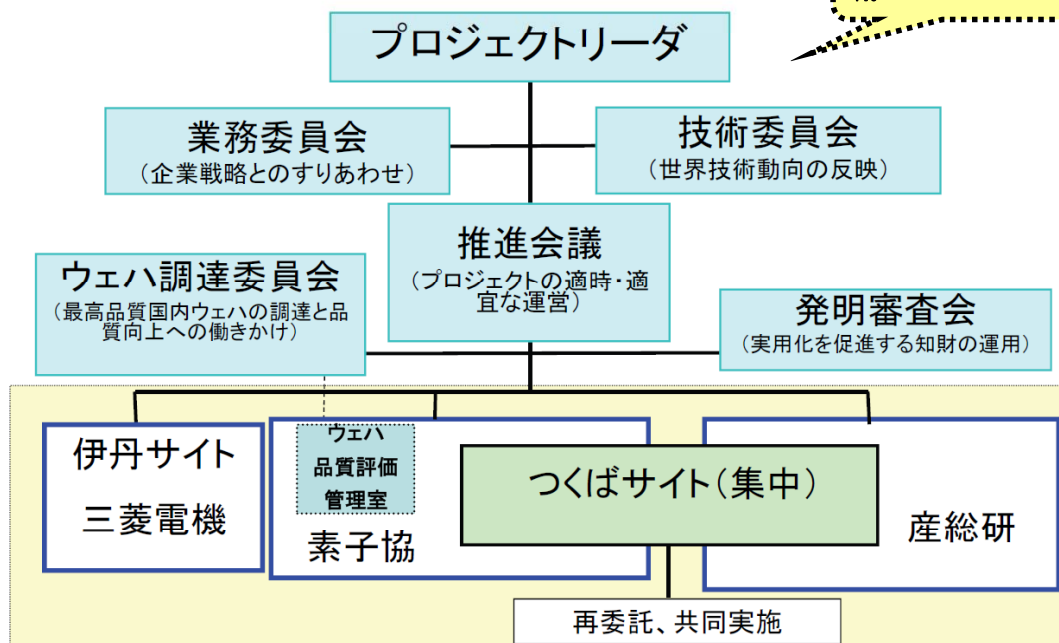 プロジェクトリーダ
業務委員会
(企業戦略とのすりあわせ)
技術委員会
(世界技術動向の反映)
推進会議
(プロジェクトの適時・適
宜な運営)
ウェハ調達委員会
(最高品質国内ウェハの調達と品
質向上への働きかけ)
発明審査会
(実用化を促進する知財の運用)
伊丹サイト
三菱電機
ウェハ
品質評価
管理室
素子協
つくばサイト(集中)
産総研
再委託、共同実施